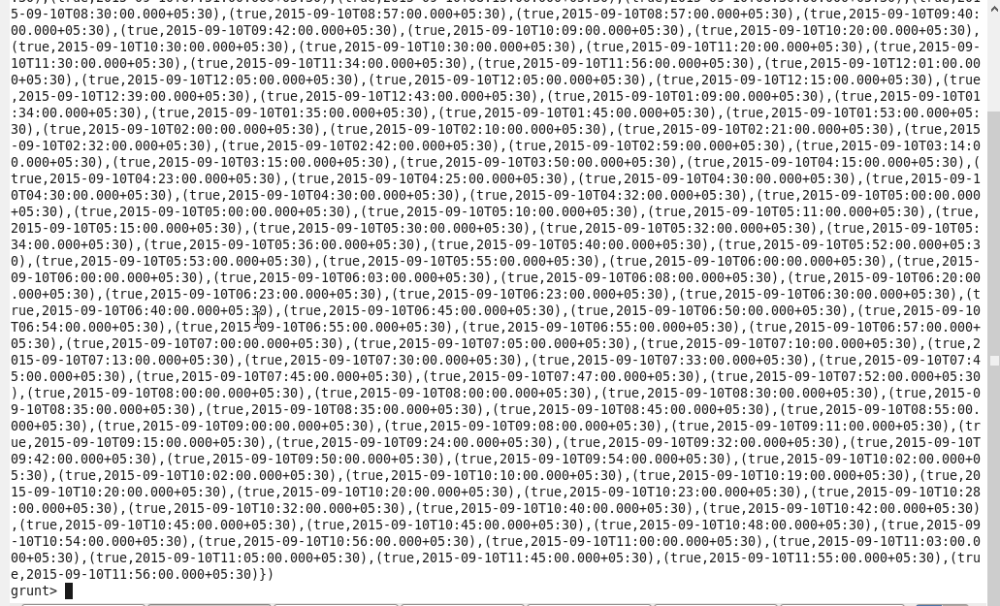 5-09-10T08:30:00.000+05:30),(true,2015-09-10T08:57:00.000+05:30),(true,2015-09-10T08:57:00.000+05:30),(true,2015-09-10T09:40:
00.000+05:30),(true,2015-09-10T09:42:00.000+05:30),(true,2015-09-10T10:09:00.000+05:30),(true,2015-09-10T10:20:00.000+05:30),
(true,2015-09-10T10:30:00.000+05:30),(true,2015-09-10T10:30:00.000+05:30),(true,2015-09-10T11:20:00.000+05:30),(true,2015-09-
10T11:30:00.000+05:30),(true,2015-09-10T11:34:00.000+05:30),(true,2015-09-10T11:56:00.000+05:30),(true,2015-09-10T12:01:00.00
0+05:30),(true,2015-09-10T12:05:00.000+05:30),(true,2015-09-10T12:05:00.000+05:30),(true,2015-09-10T12:15:00.000+05:30),(true
,2015-09-10T12:39:00.000+05:30),(true,2015-09-10T12:43:00.000+05:30),(true,2015-09-10T01:09:00.000+05:30),(true,2015-09-10T01
:34:00.000+05:30),(true,2015-09-10T01:35:00.000+05:30),(true,2015-09-10T01:45:00.000+05:30),(true,2015-09-10T01:53:00.000+05:
30),(true,2015-09-10T02:00:00.000+05:30),(true,2015-09-10T02:10:00.000+05:30),(true,2015-09-10T02:21:00.000+05:30),(true,2015
-09-10T02:32:00.000+05:30),(true,2015-09-10T02:42:00.000+05:30),(true,2015-09-10T02:59:00.000+05:30),(true,2015-09-10T03:14:0
0.000+05:30),(true,2015-09-10T03:15:00.000+05:30),(true,2015-09-10T03:50:00.000+05:30),(true,2015-09-10T04:15:00.000+05:30),(
true,2015-09-10T04:23:00.000+05:30),(true,2015-09-10T04:25:00.000+05:30),(true,2015-09-10T04:30:00.000+05:30),(true,2015-09-1
0T04:30:00.000+05:30),(true,2015-09-10T04:30:00.000+05:30),(true,2015-09-10T04:32:00.000+05:30),(true,2015-09-10T05:00:00.000
+05:30),(true,2015-09-10T05:00:00.000+05:30),(true,2015-09-10T05:10:00.000+05:30),(true,2015-09-10T05:11:00.000+05:30),(true,
2015-09-10T05:15:00.000+05:30),(true,2015-09-10T05:30:00.000+05:30),(true,2015-09-10T05:32:00.000+05:30),(true,2015-09-10T05:
34:00.000+05:30),(true,2015-09-10T05:36:00.000+05:30),(true,2015-09-10T05:40:00.000+05:30),(true,2015-09-10T05:52:00.000+05:3
0),(true,2015-09-10T05:53:00.000+05:30),(true,2015-09-10T05:55:00.000+05:30),(true,2015-09-10T06:00:00.000+05:30),(true,2015-
09-10T06:00:00.000+05:30),(true,2015-09-10T06:03:00.000+05:30),(true,2015-09-10T06:08:00.000+05:30),(true,2015-09-10T06:20:00
.000+05:30),(true,2015-09-10T06:23:00.000+05:30),(true,2015-09-10T06:23:00.000+05:30),(true,2015-09-10T06:30:00.000+05:30),(t
rue,2015-09-10T06:40:00.000+05:30),(true,2015-09-10T06:45:00.000+05:30),(true,2015-09-10T06:50:00.000+05:30),(true,2015-09-10
T06:54:00.000+05:30),(true,2015-09-10T06:55:00.000+05:30),(true,2015-09-10T06:55:00.000+05:30),(true,2015-09-10T06:57:00.000+
05:30),(true,2015-09-10T07:00:00.000+05:30),(true,2015-09-10T07:05:00.000+05:30),(true,2015-09-10T07:10:00.000+05:30),(true,2
015-09-10T07:13:00.000+05:30),(true,2015-09-10T07:30:00.000+05:30),(true,2015-09-10T07:33:00.000+05:30),(true,2015-09-10T07:4
5:00.000+05:30),(true,2015-09-10T07:45:00.000+05:30),(true,2015-09-10T07:47:00.000+05:30),(true,2015-09-10T07:52:00.000+05:30
),(true,2015-09-10T08:00:00.000+05:30),(true,2015-09-10T08:00:00.000+05:30),(true,2015-09-10T08:30:00.000+05:30),(true,2015-0
9-10T08:35:00.000+05:30),(true,2015-09-10T08:35:00.000+05:30),(true,2015-09-10T08:45:00.000+05:30),(true,2015-09-10T08:55:00.
000+05:30),(true,2015-09-10T09:00:00.000+05:30),(true,2015-09-10T09:08:00.000+05:30),(true,2015-09-10T09:11:00.000+05:30),(tr
ue,2015-09-10T09:15:00.000+05:30),(true,2015-09-10T09:24:00.000+05:30),(true,2015-09-10T09:32:00.000+05:30),(true,2015-09-10T
09:42:00.000+05:30),(true,2015-09-10T09:50:00.000+05:30),(true,2015-09-10T09:54:00.000+05:30),(true,2015-09-10T10:02:00.000+0
5:30),(true,2015-09-10T10:02:00.000+05:30),(true,2015-09-10T10:10:00.000+05:30),(true,2015-09-10T10:19:00.000+05:30),(true,20
15-09-10T10:20:00.000+05:30),(true,2015-09-10T10:20:00.000+05:30),(true,2015-09-10T10:23:00.000+05:30),(true,2015-09-10T10:28
:00.000+05:30),(true,2015-09-10T10:32:00.000+05:30),(true,2015-09-10T10:40:00.000+05:30),(true,2015-09-10T10:42:00.000+05:30)
,(true,2015-09-10T10:45:00.000+05:30),(true,2015-09-10T10:45:00.000+05:30),(true,2015-09-10T10:48:00.000+05:30),(true,2015-09
-10T10:54:00.000+05:30),(true,2015-09-10T10:56:00.000+05:30),(true,2015-09-10T11:00:00.000+05:30),(true,2015-09-10T11:03:00.0
00+05:30),(true,2015-09-10T11:05:00.000+05:30),(true,2015-09-10T11:45:00.000+05:30),(true,2015-09-10T11:55:00.000+05:30),(tru
e,2015-09-10T11:56:00.000+05:30)})
grunt>